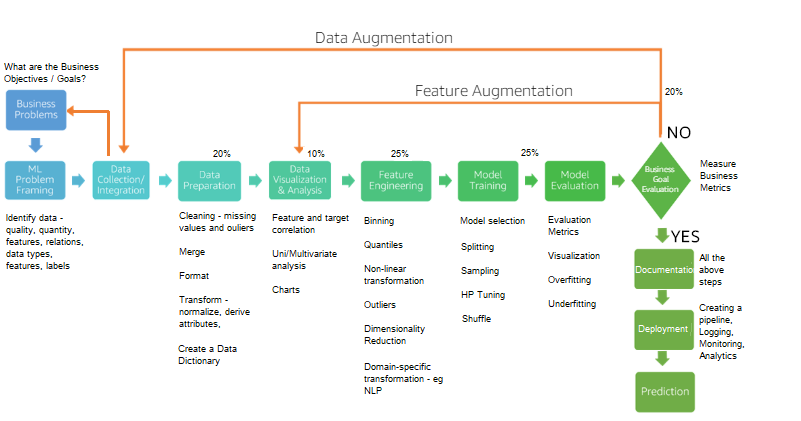 Data Augmentation
What are the Business
Objectives / Goals?
Feature Augmentation
20%
Business
Problems
NO
20%
10%
25%
25%
ML
Problem
Framing
Data
Collection/
Integration
Data
Preparation
Data
Visualization
& Analysis
Feature
Engineering
Model
Training
Model
Evaluation
Business
Goal
Evaluation
Measure
Business
Metrics
Identify data -
quality, quantity,
features, relations,
data types,
features, labels
Cleaning - missing
values and ouliers
Merge
Format
Transform -
normalize, derive
attributes,
Create a Data
Dictionary
Feature and target
correlation
Uni/Multivariate
analysis
Charts
Binning
Quantiles
Non-linear
transformation
Outliers
Dimensionality
Reduction
Domain-specific
transformation - eg
NLP
Model selection
Splitting
Sampling
HP Tuning
Shuffle
Evaluation
Metrics
Visualization
Overfitting
Underfitting
YES
Documentatio
All the
above
steps
Deployment
Creating a
pipeline,
Logging,
Monitoring,
Analytics
Prediction